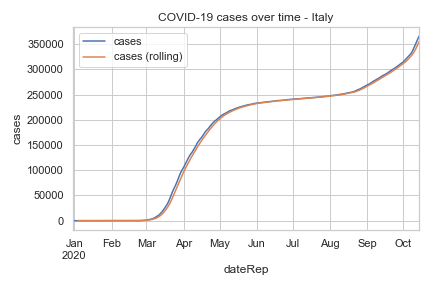 COVID-19 cases over time - Italy
cases
cases (rolling)
350000
300000
250000
200000
150000
100000
50000
0
cases
Jan Feb Mar Apr May Jun Jul Aug Sep Oct
2020
dateRep